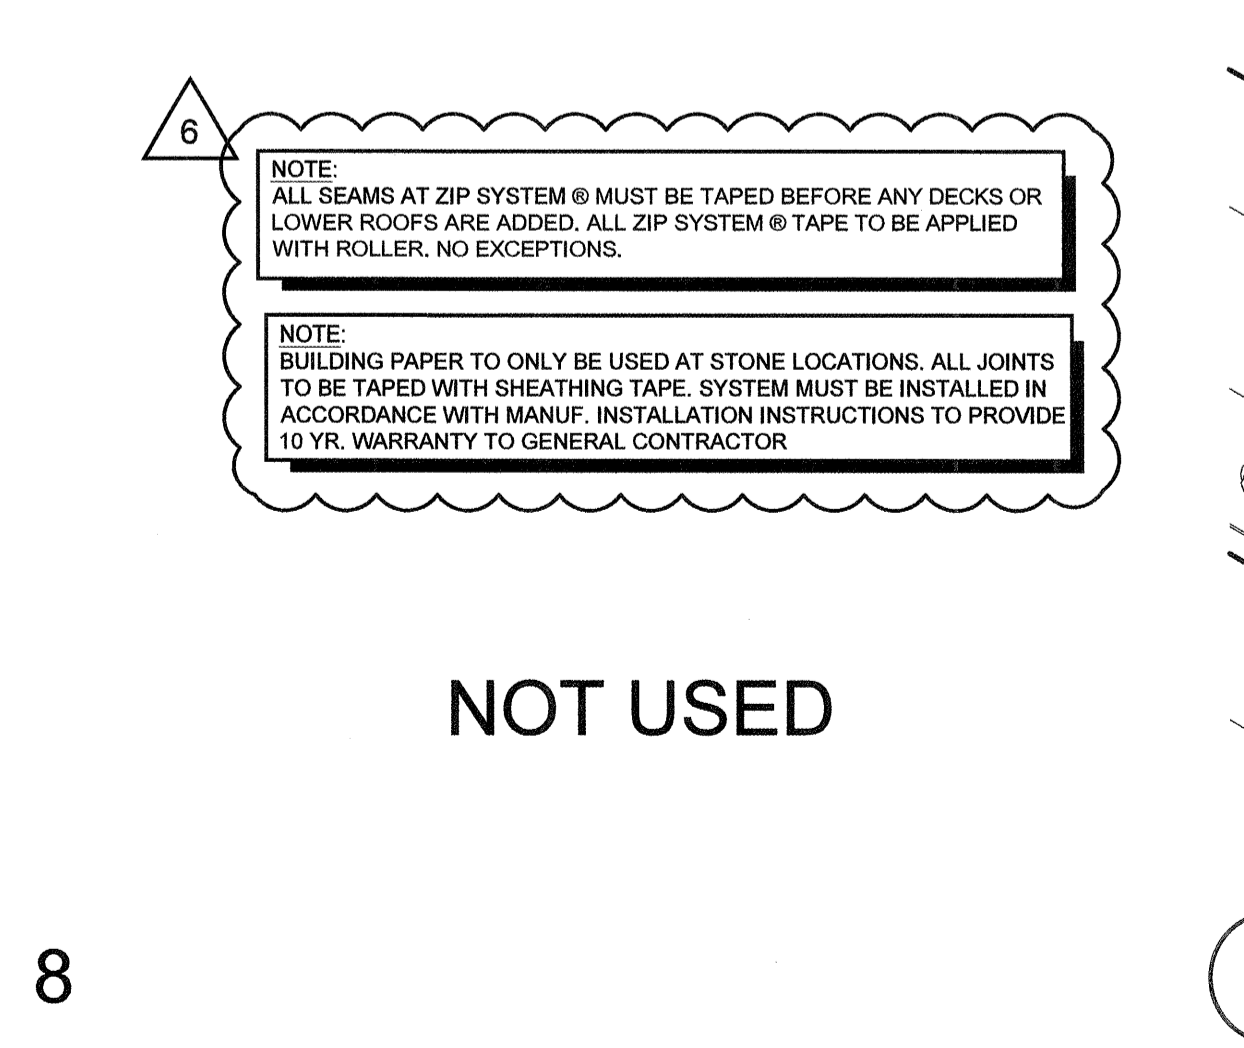 6
NOTE:
ALL SEAMS AT ZIP SYSTEM ® MUST BE TAPED BEFORE ANY DECKS OR
LOWER ROOFS ARE ADDED. ALL ZIP SYSTEM ® TAPE TO BE APPLIED
WITH ROLLER. NO EXCEPTIONS.
NOTE:
BUILDING PAPER TO ONLY BE USED AT STONE LOCATIONS. ALL JOINTS
TO BE TAPED WITH SHEATHING TAPE. SYSTEM MUST BE INSTALLED IN
ACCORDANCE WITH MANUF. INSTALLATION INSTRUCTIONS TO PROVIDE
10 YR. WARRANTY TO GENERAL CONTRACTOR
NOT USED
8